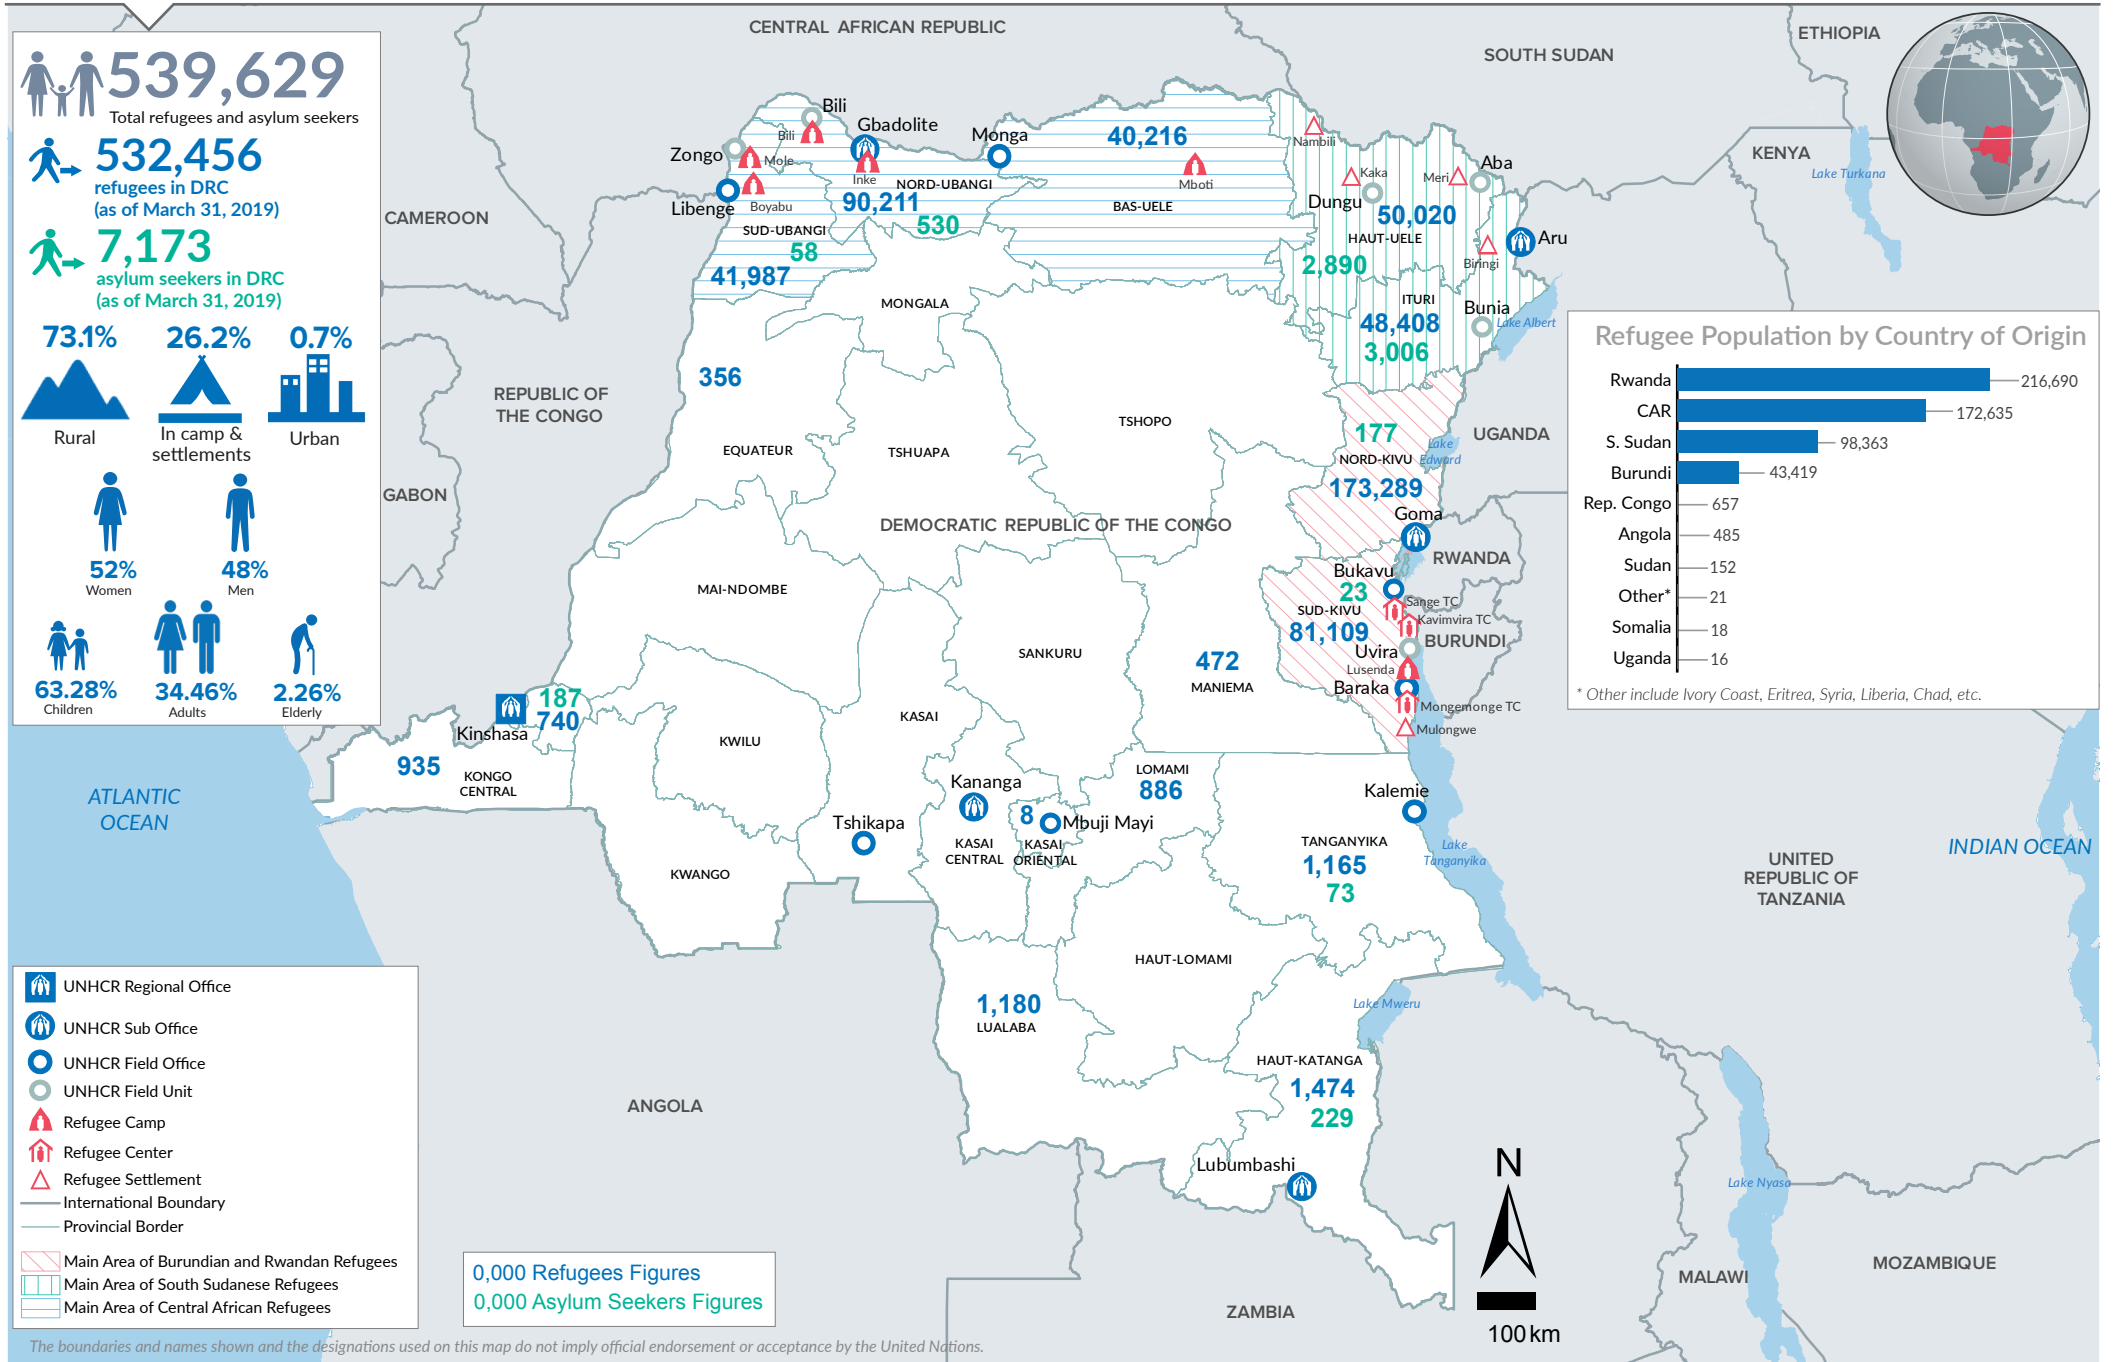 539,629
Total refugees and asylum seekers
532,456
refugees in DRC
(as of March 31, 2019)
7,173
asylum seekers in DRC
(as of March 31, 2019)
73.1%
26.2%
0.7%
Rural
In camp &
settlements
Urban
52%
Women
48%
Men
63.28%
Children
34.46%
Adults
2.26%
Elderly
CENTRAL AFRICAN REPUBLIC
SOUTH SUDAN
ETHIOPIA
KENYA
Lake Turkana
CAMEROON
REPUBLIC OF
THE CONGO
GABON
Bili
Bili
Gbadolite
Monga
Zongo
Mole
Inke
Libenge
Boyabu
NORD-UBANGI
90,211
530
SUD-UBANGI
58
41,987
40,216
Mboti
BAS-UELE
Nambili
Kaka
Meri
Aba
Dungu
50,020
HAUT-UELE
2,890
Biringi
Aru
ITURI
Bunia
48,408
3,006
Lake Albert
MONGALA
356
EQUATEUR
TSHUAPA
TSHOPO
177
Lake
Edward
NORD-KIVU
173,289
UGANDA
Goma
DEMOCRATIC REPUBLIC OF THE CONGO
RWANDA
Bukavu
23
Sange TC
SUD-KIVU
Kavimvira TC
81,109
BURUNDI
Uvira
Lusenda
Baraka
Mongemonge TC
Mulongwe
MAI-NDOMBE
SANKURU
472
MANIEMA
187
740
Kinshasa
935
KONGO
CENTRAL
KWILU
KASAI
Kananga
LOMAMI
886
8
Mbuji Mayi
Tshikapa
KASAI
CENTRAL
KASAI
ORIENTAL
KWANGO
Kalemie
TANGANYIKA
1,165
73
Lake
Tanganyika
HAUT-LOMAMI
1,180
LUALABA
Lake Mweru
HAUT-KATANGA
1,474
229
Lubumbashi
ATLANTIC
OCEAN
INDIAN OCEAN
UNITED
REPUBLIC OF
TANZANIA
ANGOLA
ZAMBIA
MALAWI
MOZAMBIQUE
Lake Nyasa
N
100 km
Refugee Population by Country of Origin
Rwanda 216,690
CAR 172,635
S. Sudan 98,363
Burundi 43,419
Rep. Congo 657
Angola 485
Sudan 152
Other* 21
Somalia 18
Uganda 16
* Other include Ivory Coast, Eritrea, Syria, Liberia, Chad, etc.
UNHCR Regional Office
UNHCR Sub Office
UNHCR Field Office
UNHCR Field Unit
Refugee Camp
Refugee Center
Refugee Settlement
International Boundary
Provincial Border
Main Area of Burundian and Rwandan Refugees
Main Area of South Sudanese Refugees
Main Area of Central African Refugees
0,000 Refugees Figures
0,000 Asylum Seekers Figures
The boundaries and names shown and the designations used on this map do not imply official endorsement or acceptance by the United Nations.